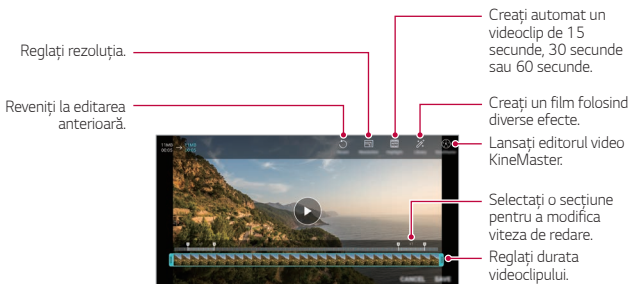 Creați automat un
videoclip de 15
secunde, 30 secunde
sau 60 secunde.
Reglați rezoluția.
Reveniți la editarea
anterioară.
Creați un film folosind
diverse efecte.
Lansați editorul video
KineMaster.
Selectați o secțiune
pentru a modifica
viteza de redare.
Reglați durata
videoclipului.
CANCEL SAVE